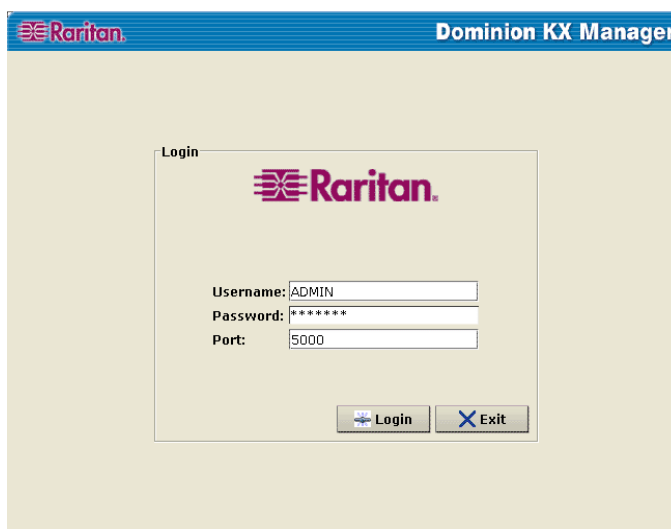 Raritan.
Dominion KX Manager
Login
Raritan.
Username: ADMIN
Password: *******
Port: 5000
Login
Exit